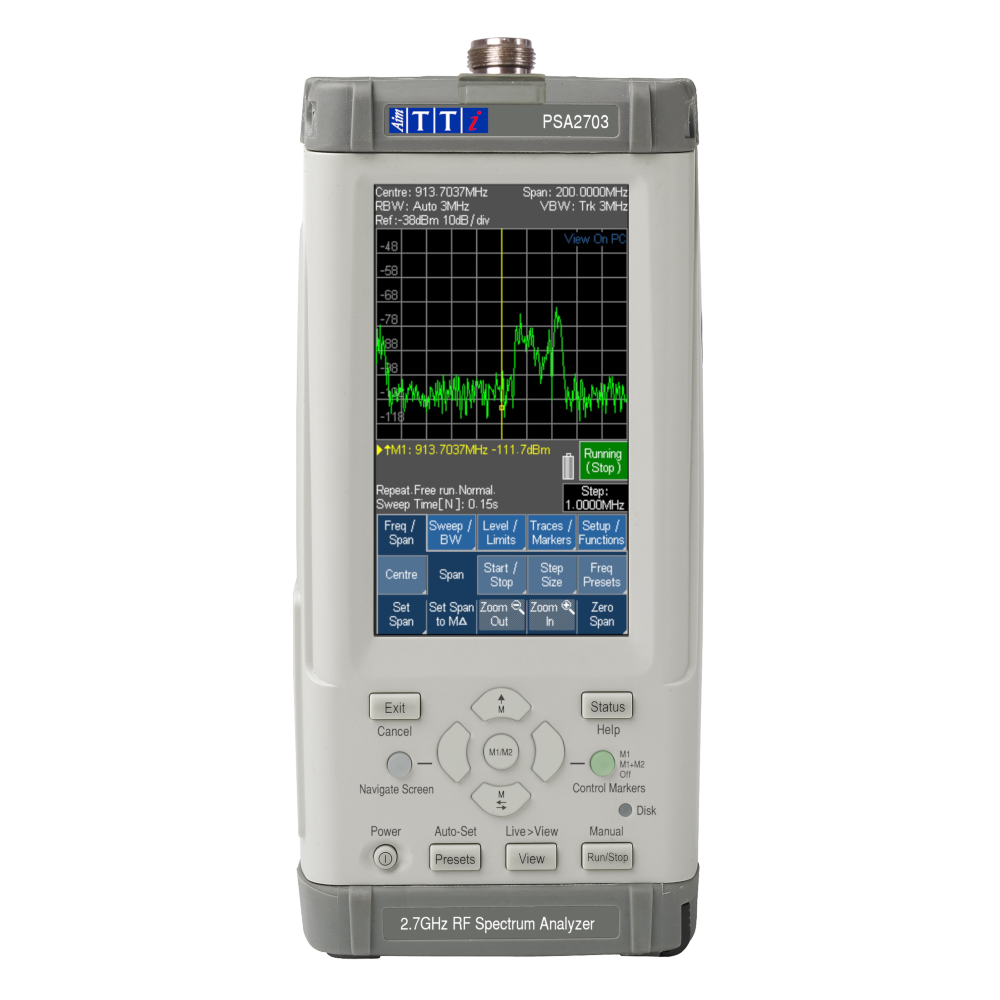 Aim TTi PSA2703
Centre: 913.7037MHz Span: 200.0000MHz
RBW: Auto 3MHz VBW: Trk 3MHz
Ref:-38dBm 10dB/div
View On PC
-48
-58
-68
-78
-88
-98
-118
M1: 913.7037MHz -111.7dBm
Running
(Stop)
Repeat.Free run.Normal.
Sweep Time[N]: 0.15s
Step:
1.0000MHz
Freq / Sweep / Level / Traces / Setup /
Span BW Limits Markers Functions
Centre Span Start / Step Freq
Stop Size Presets
Set Set Span Zoom Zoom Zero
Span to MΔ Out In Span
Exit
Cancel
M
Status
Help
M1/M2
M1
M1+M2
Off
Navigate Screen
M
Control Markers
Disk
Power Auto-Set Live>View Manual
Presets View Run/Stop
2.7GHz RF Spectrum Analyzer